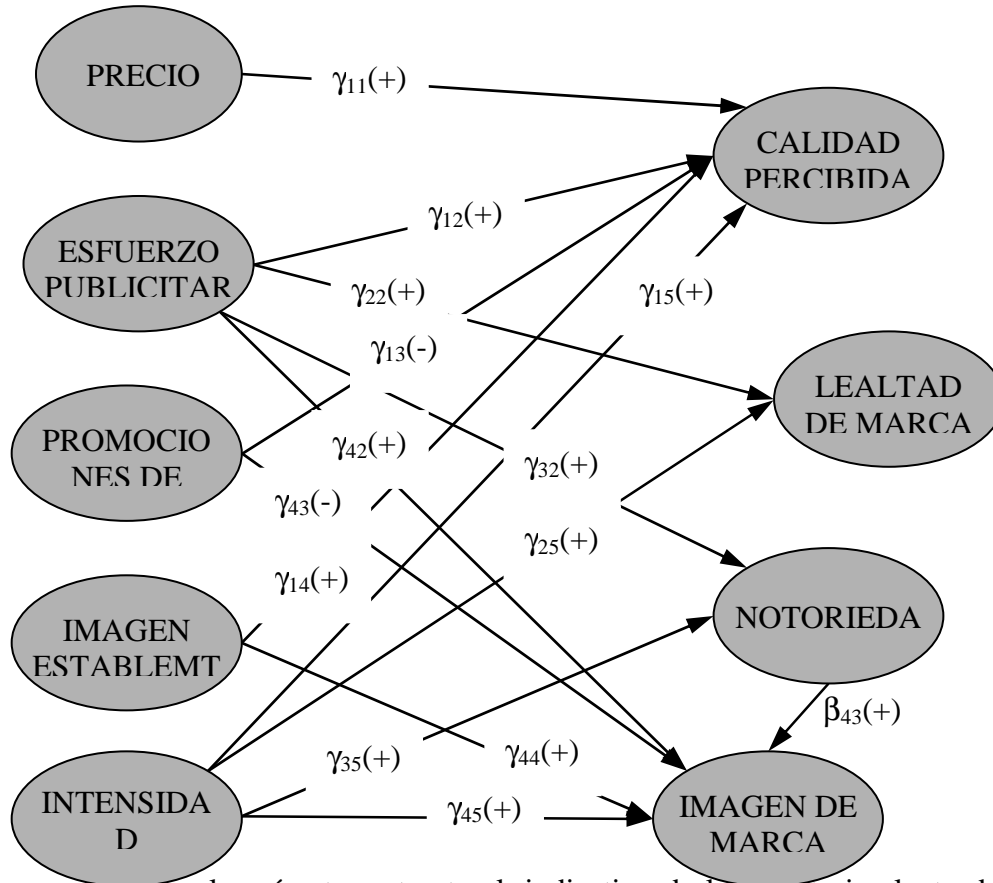 PRECIO
γ11(+)
CALIDAD
PERCIBIDA
γ12(+)
ESFUERZO
PUBLICITAR
γ22(+)
γ15(+)
γ13(-)
LEALTAD
DE MARCA
PROMOCIO
NES DE
γ42(+)
γ32(+)
γ43(-)
γ25(+)
γ14(+)
IMAGEN
ESTABLEMT
NOTORIEDA
β43(+)
γ35(+)
γ44(+)
INTENSIDA
D
γ45(+)
IMAGEN DE
MARCA